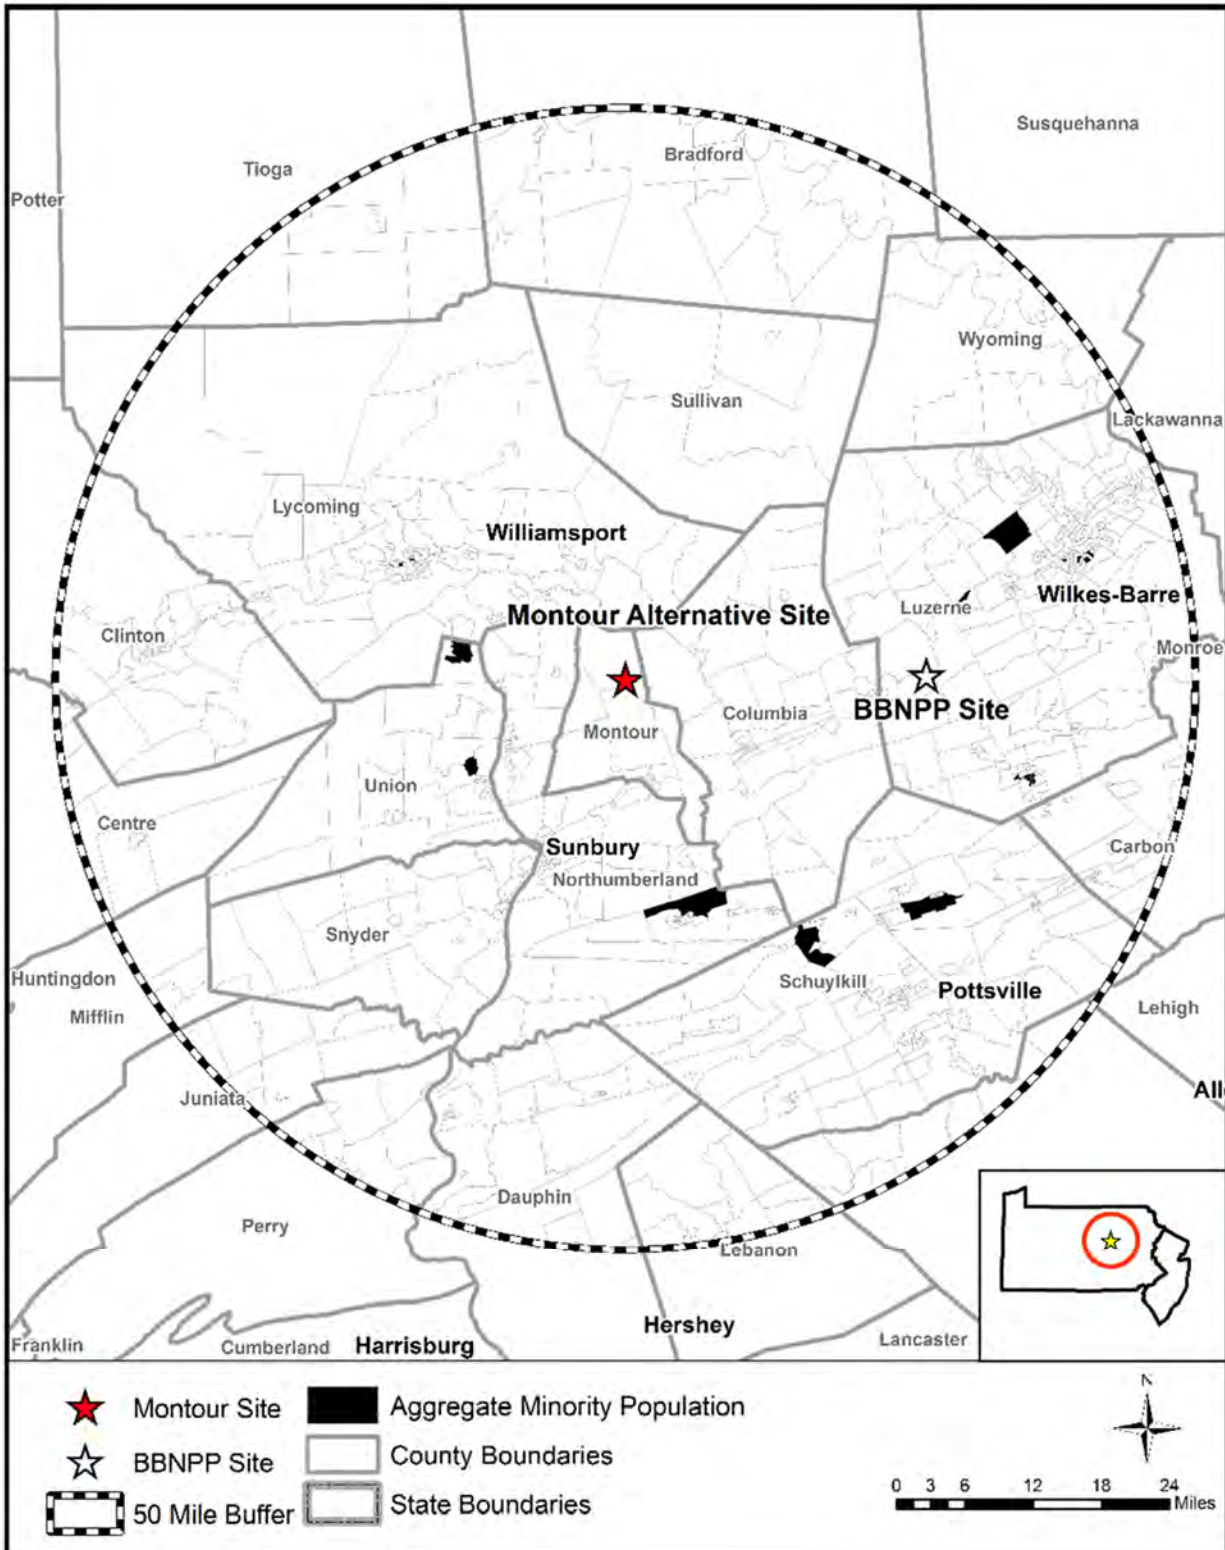 Susquehanna
Bradford
Tioga
Potter
Wyoming
Sullivan
Lackawanna
Lycoming
Williamsport
Wilkes-Barre
Luzerne
Montour Alternative Site
Clinton
Monroe
BBNPP Site
Columbia
Montour
Union
Centre
Sunbury
Carbon
Northumberland
Snyder
Huntingdon
Schuylkill
Pottsville
Lehigh
Mifflin
Juniata
All
Dauphin
Perry
Lebanon
Hershey
Franklin
Cumberland
Harrisburg
Lancaster
Montour Site
Aggregate Minority Population
N
BBNPP Site
County Boundaries
50 Mile Buffer
State Boundaries
0 3 6 12 18 24
Miles